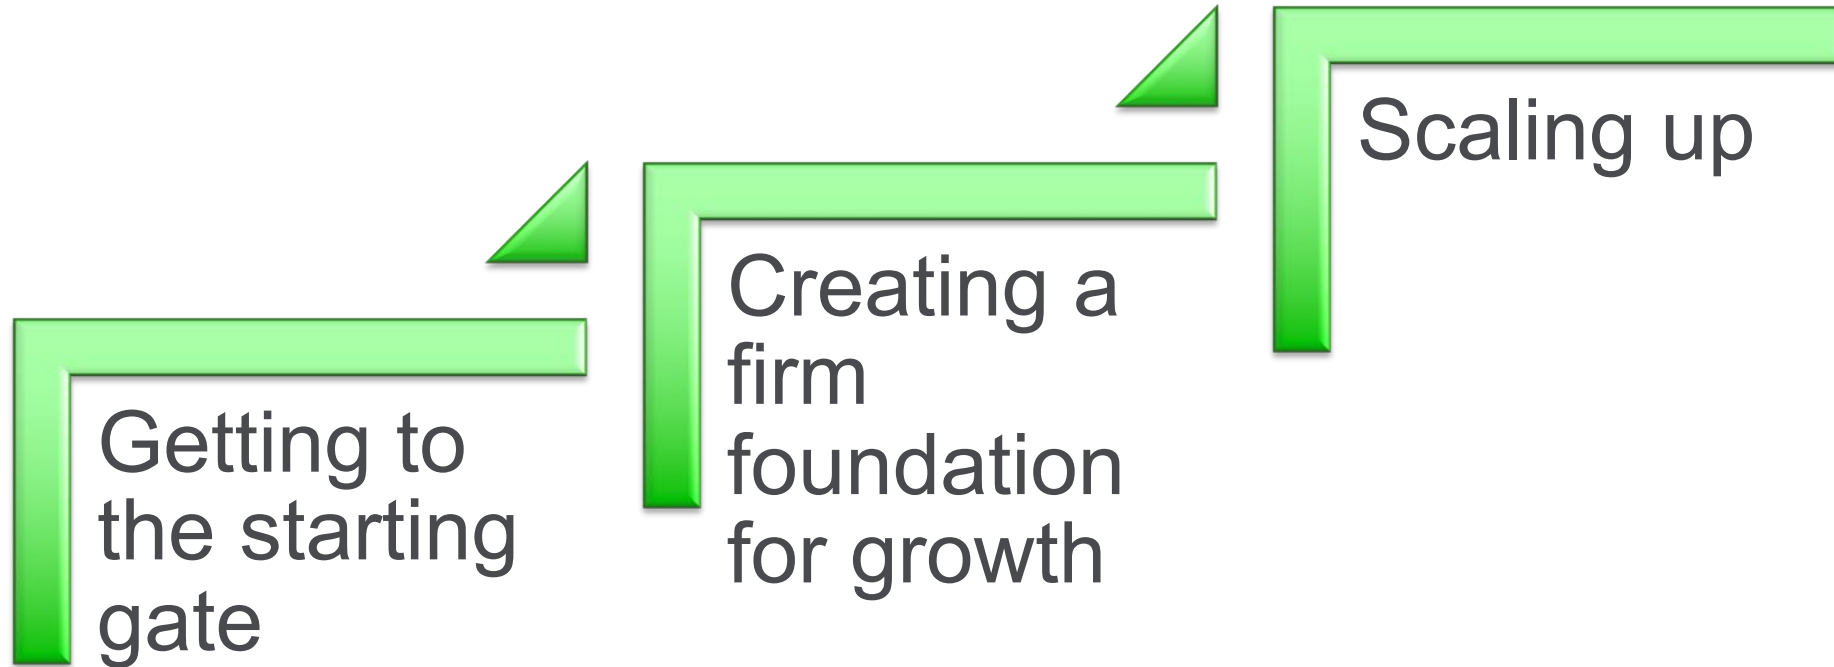 Getting to
the starting
gate
Creating a
firm
foundation
for growth
Scaling up